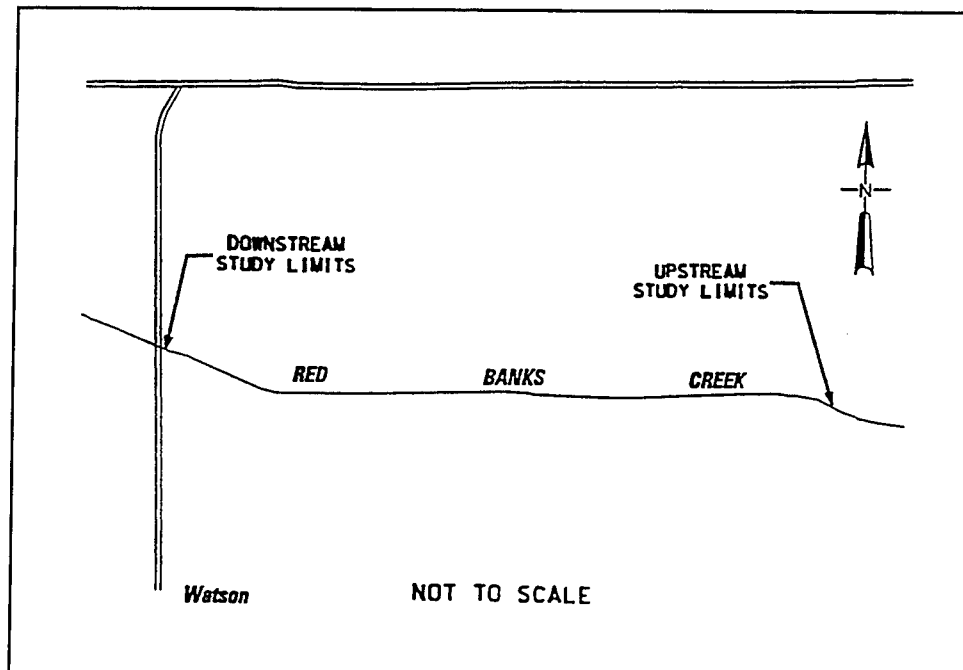 N
DOWNSTREAM
STUDY LIMITS
UPSTREAM
STUDY LIMITS
RED BANKS CREEK
Watson
NOT TO SCALE